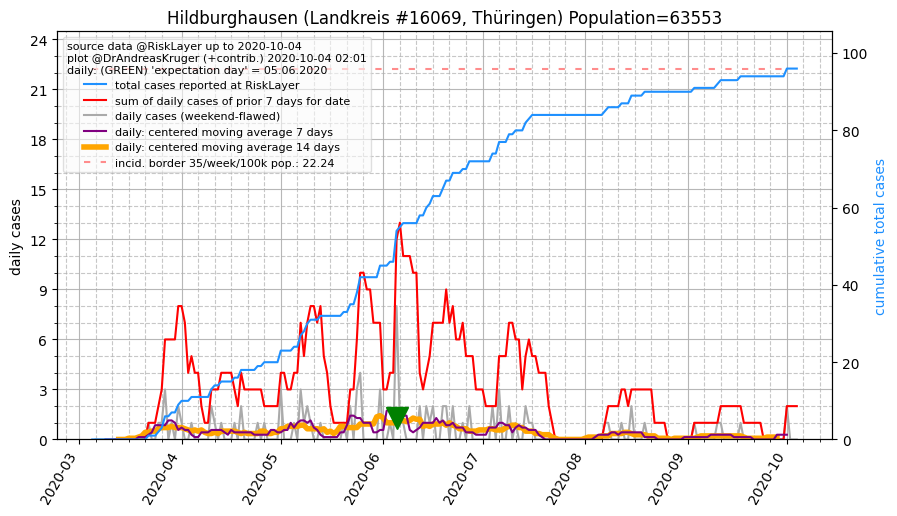 Hildburghausen (Landkreis #16069, Thüringen) Population=63553
source data @RiskLayer up to 2020-10-04
plot @DrAndreasKruger (+contrib.) 2020-10-04 02:01
daily: (GREEN) 'expectation day' = 05.06.2020
total cases reported at RiskLayer
sum of daily cases of prior 7 days for date
daily cases (weekend-flawed)
daily: centered moving average 7 days
daily: centered moving average 14 days
incid. border 35/week/100k pop.: 22.24
daily cases
24
21
18
15
12
9
6
3
0
100
80
60
40
20
0
cumulative total cases
2020-03
2020-04
2020-05
2020-06
2020-07
2020-08
2020-09
2020-10